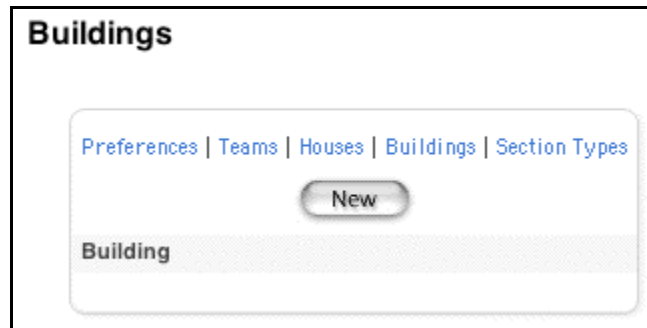 Buildings
Preferences | Teams | Houses | Buildings | Section Types
New
Building